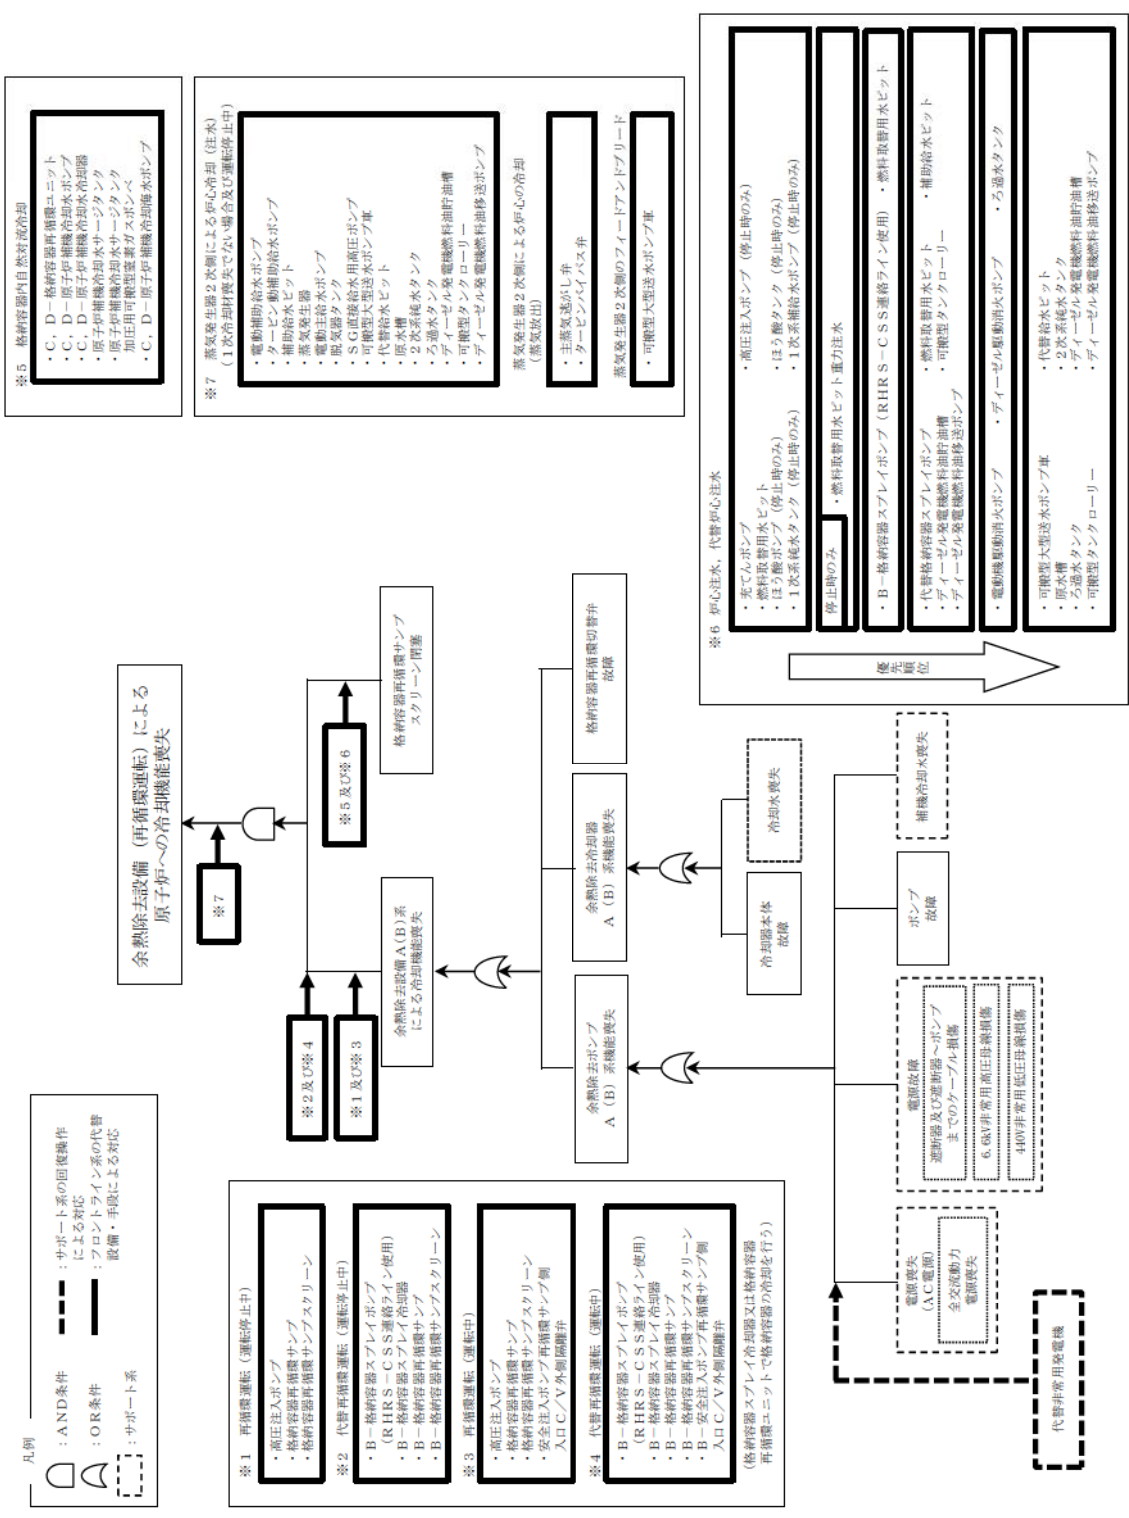 凡例
：AND条件
：OR条件
：サポート系
：サポート系の回復操作
による対応
：フロントライン系の代替
設備・手段による対応
余熱除去設備（再循環運転）による
原子炉への冷却機能喪失
※7
※2及び※4
※1及び※3
※5及び※6
余熱除去設備A(B)系
による冷却機能喪失
格納容器再循環サンプ
スクリーン閉塞
余熱除去ポンプ
A（B）系機能喪失
余熱除去冷却器
A（B）系機能喪失
格納容器再循環切替弁
故障
冷却器本体
故障
冷却水喪失
電源喪失
(AC電源)
全交流動力
電源喪失
電源故障
遮断器及び遮断器～ポンプ
までのケーブル損傷
6.6kV非常用高圧母線損傷
440V非常用低圧母線損傷
ポンプ
故障
補機冷却水喪失
代替非常用発電機
※1　再循環運転（運転停止中）
・高圧注入ポンプ
・格納容器再循環サンプ
・格納容器再循環サンプスクリーン
※2　代替再循環運転（運転停止中）
・B－格納容器スプレイポンプ
（RHRS－CSS連絡ライン使用）
・B－格納容器スプレイ冷却器
・B－格納容器再循環サンプ
・B－格納容器再循環サンプスクリーン
※3　再循環運転（運転中）
・高圧注入ポンプ
・格納容器再循環サンプ
・格納容器再循環サンプスクリーン
・安全注入ポンプ再循環サンプ側
入口C／V外側隔離弁
※4　代替再循環運転（運転中）
・B－格納容器スプレイポンプ
（RHRS－CSS連絡ライン使用）
・B－格納容器スプレイ冷却器
・B－格納容器再循環サンプ
・B－格納容器再循環サンプスクリーン
・B－安全注入ポンプ再循環サンプ側
入口C／V外側隔離弁
(格納容器スプレイ冷却器又は格納容器
再循環ユニットで格納容器の冷却を行う)
※5　格納容器内自然対流冷却
・C，D－格納容器再循環ユニット
・C，D－原子炉補機冷却水ポンプ
・C，D－原子炉補機冷却水冷却器
・原子炉補機冷却水サージタンク
・原子炉補機冷却水サージタンク
加圧用可搬型窒素ガスボンベ
・C，D－原子炉補機冷却海水ポンプ
※7　蒸気発生器2次側による炉心冷却（注水）
（1次冷却材喪失でない場合及び運転停止中）
・電動補助給水ポンプ
・タービン動補助給水ポンプ
・補助給水ピット
・蒸気発生器
・電動主給水ポンプ
・脱気器タンク
・SG直接給水用高圧ポンプ
・可搬型大型送水ポンプ車
・代替給水ピット
・原水槽
・2次系純水タンク
・ろ過水タンク
・ディーゼル発電機燃料油貯油槽
・可搬型タンクローリー
・ディーゼル発電機燃料油移送ポンプ
蒸気発生器2次側による炉心の冷却
（蒸気放出）
・主蒸気逃がし弁
・タービンバイパス弁
蒸気発生器2次側のフィードアンドブリード
・可搬型大型送水ポンプ車
※6　炉心注水，代替炉心注水
・充てんポンプ　・高圧注入ポンプ（停止時のみ）
・燃料取替用水ピット
・ほう酸ポンプ（停止時のみ）　・ほう酸タンク（停止時のみ）
・1次系純水タンク（停止時のみ）　・1次系補給水ポンプ（停止時のみ）
停止時のみ　・燃料取替用水ピット重力注水
・B－格納容器スプレイポンプ（RHRS－CSS連絡ライン使用）　・燃料取替用水ピット
・代替格納容器スプレイポンプ　・燃料取替用水ピット　・補助給水ピット
・ディーゼル発電機燃料油貯油槽　・可搬型タンクローリー
・ディーゼル発電機燃料油移送ポンプ
・電動機駆動消火ポンプ　・ディーゼル駆動消火ポンプ　・ろ過水タンク
・可搬型大型送水ポンプ車　・代替給水ピット
・原水槽　・2次系純水タンク
・ろ過水タンク　・ディーゼル発電機燃料油貯油槽
・可搬型タンクローリー　・ディーゼル発電機燃料油移送ポンプ
優先
順位